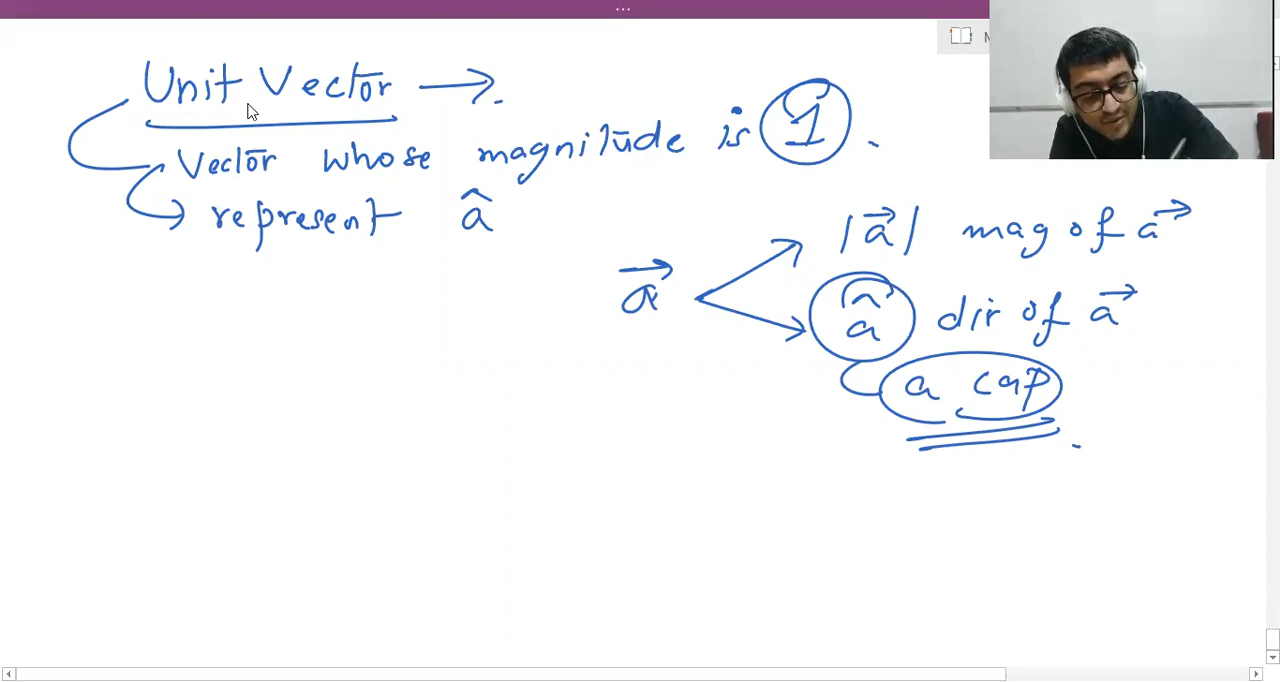 Unit Vector →.
Vector whose magnitude is 1.
represent â
|a⃗| mag of a⃗
a⃗
â dir of a⃗
a cap